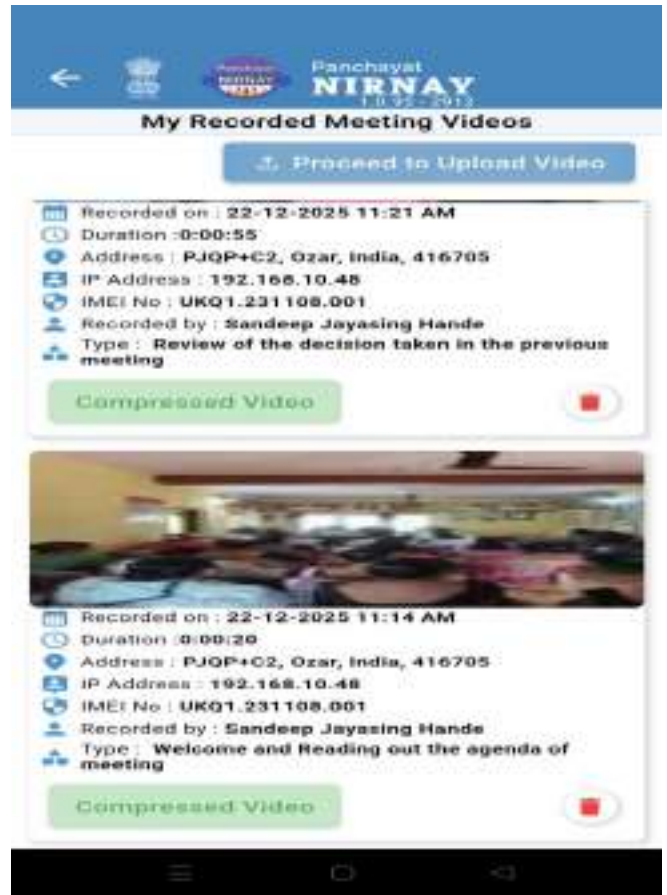 Panchayat
NIRNAY
My Recorded Meeting Videos
Proceed to Upload Video
Recorded on : 22-12-2025 11:21 AM
Duration :0:00:55
Address : PJQP+C2, Ozar, India, 416705
IP Address : 192.168.10.48
IMEI No : UKQ1.231108.001
Recorded by : Sandeep Jayasing Hande
Type : Review of the decision taken in the previous
meeting
Compressed Video
Recorded on : 22-12-2025 11:14 AM
Duration :0:00:20
Address : PJQP+C2, Ozar, India, 416705
IP Address : 192.168.10.48
IMEI No : UKQ1.231108.001
Recorded by : Sandeep Jayasing Hande
Type : Welcome and Reading out the agenda of
meeting
Compressed Video